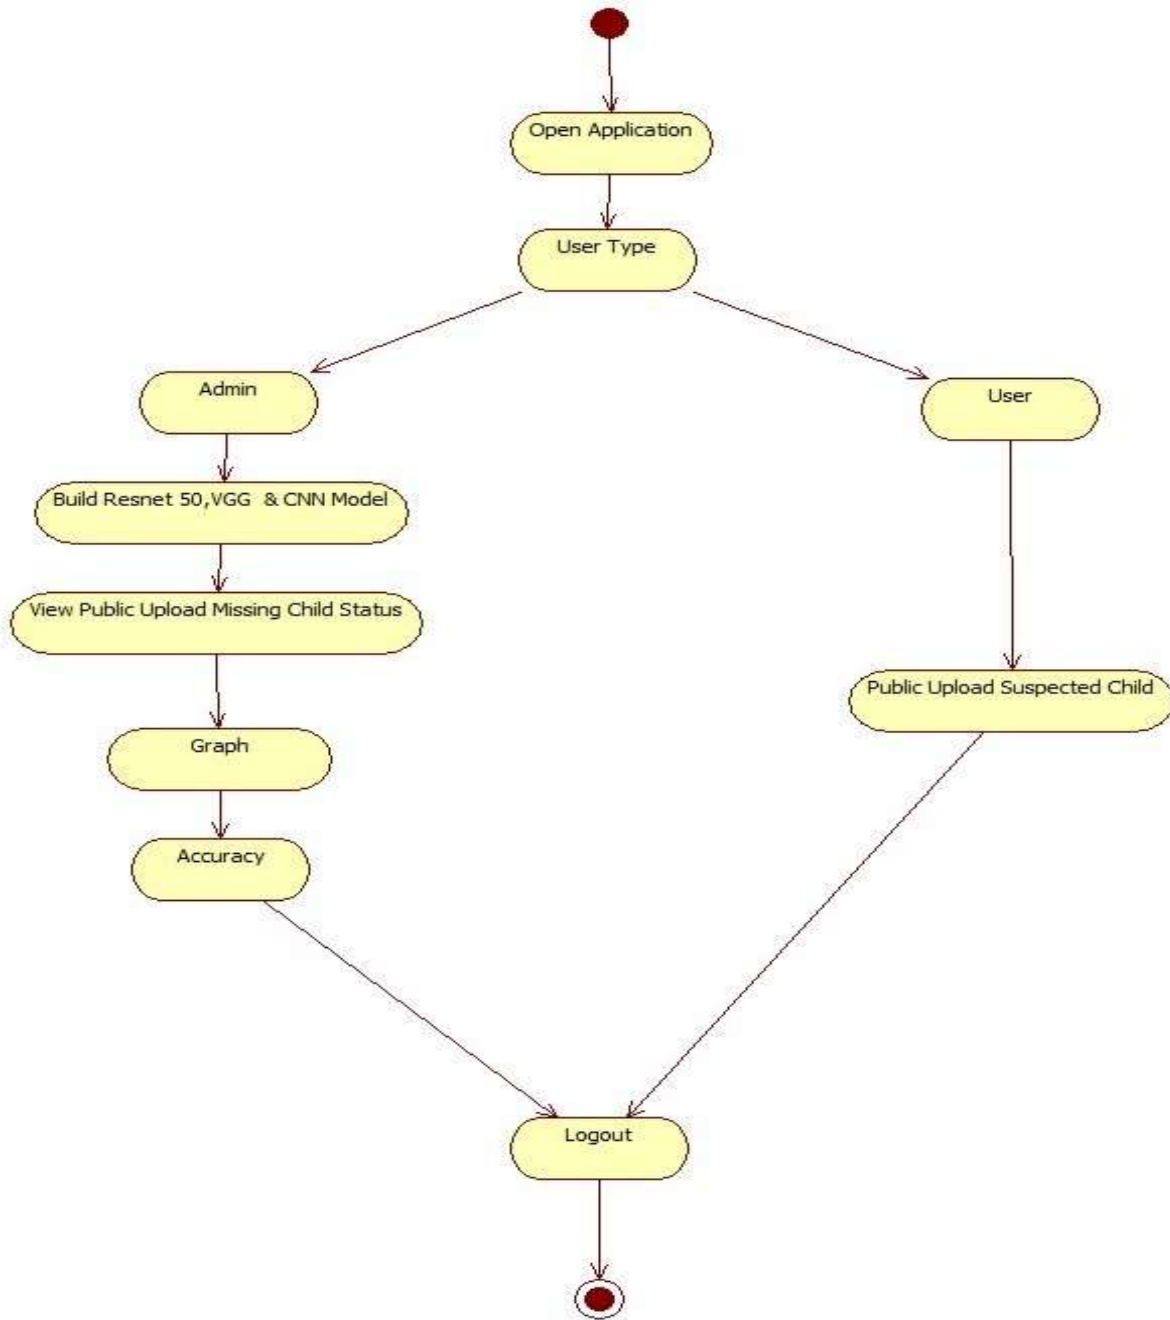 Open Application
User Type
Admin
User
Build Resnet 50,VGG & CNN Model
View Public Upload Missing Child Status
Public Upload Suspected Child
Graph
Accuracy
Logout